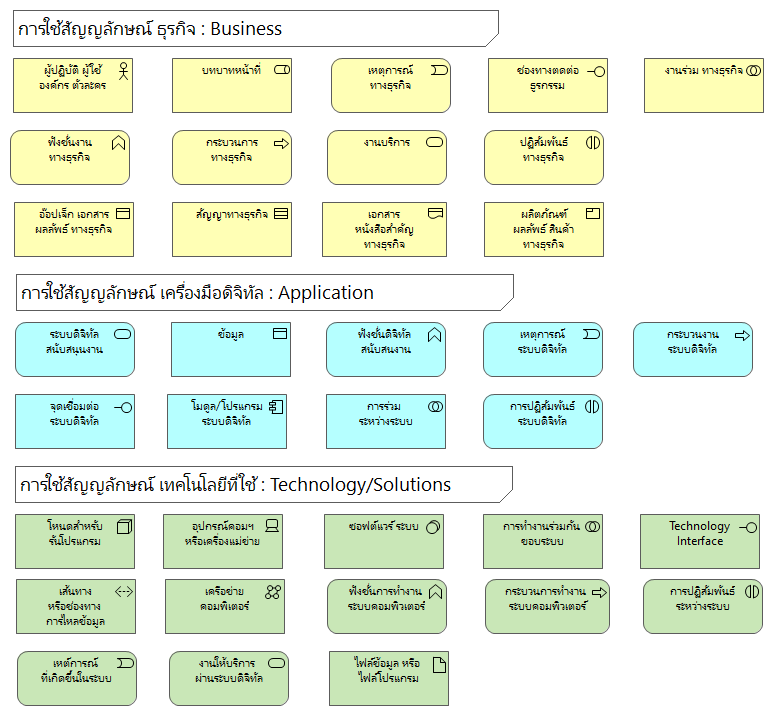 การใช้สัญญลักษณ์ ธุรกิจ : Business
ผู้ปฏิบัติ ผู้ใช้
องค์กร ตัวละคร
บทบาทหน้าที่
เหตุการณ์
ทางธุรกิจ
ช่องทางตดต่อ
ธุรกรรม
งานร่วม ทางธุรกิจ
ฟังชั่นงาน
ทางธุรกิจ
กระบวนการ
ทางธุรกิจ
งานบริการ
ปฏิสัมพันธ์
ทางธุรกิจ
อ๊อปเจ็ก เอกสาร
ผลลัพธ์ ทางธุรกิจ
สัญญาทางธุรกิจ
เอกสาร
หนังสือสำคัญ
ทางธุรกิจ
ผลิตภัณฑ์
ผลลัพธ์ สินค้า
ทางธุรกิจ
การใช้สัญญลักษณ์ เครื่องมือดิจิทัล : Application
ระบบดิจิทัล
สนับสนุนงาน
ข้อมูล
ฟังชั่นดิจิทัล
สนับสนงาน
เหตุการณ์
ระบบดิจิทัล
กระบวนงาน
ระบบดิจิทัล
จุดเชื่อมต่อ
ระบบดิจิทัล
โมดูล/โปรแกรม
ระบบดิจิทัล
การร่วม
ระหว่างระบบ
การปฏิสัมพันธ์
ระบบดิจิทัล
การใช้สัญญลักษณ์ เทคโนโลยีที่ใช้ : Technology/Solutions
โหนดสำหรับ
รันโปรแกรม
อุปกรณ์คอมฯ
หรือเครื่องแม่ข่าย
ซอฟต์แวร์ ระบบ
การทำงานร่วมกัน
ขอบระบบ
Technology
Interface
เส้นทาง
หรือช่องทาง
การไหลข้อมูล
เครือข่าย
คอมพิเตอร์
ฟังชั่นการทำงาน
ระบบคอมพิวเตอร์
กระบวนการทำงาน
ระบบคอมพิวเตอร์
การปฏิสัมพันธ์
ระหว่างระบบ
เหต์การณ์
ที่เกิดขึ้นในระบบ
งานให้บริการ
ผ่านระบบดิจิทัล
ไฟล์ข้อมูล หรือ
ไฟล์โปรแกรม